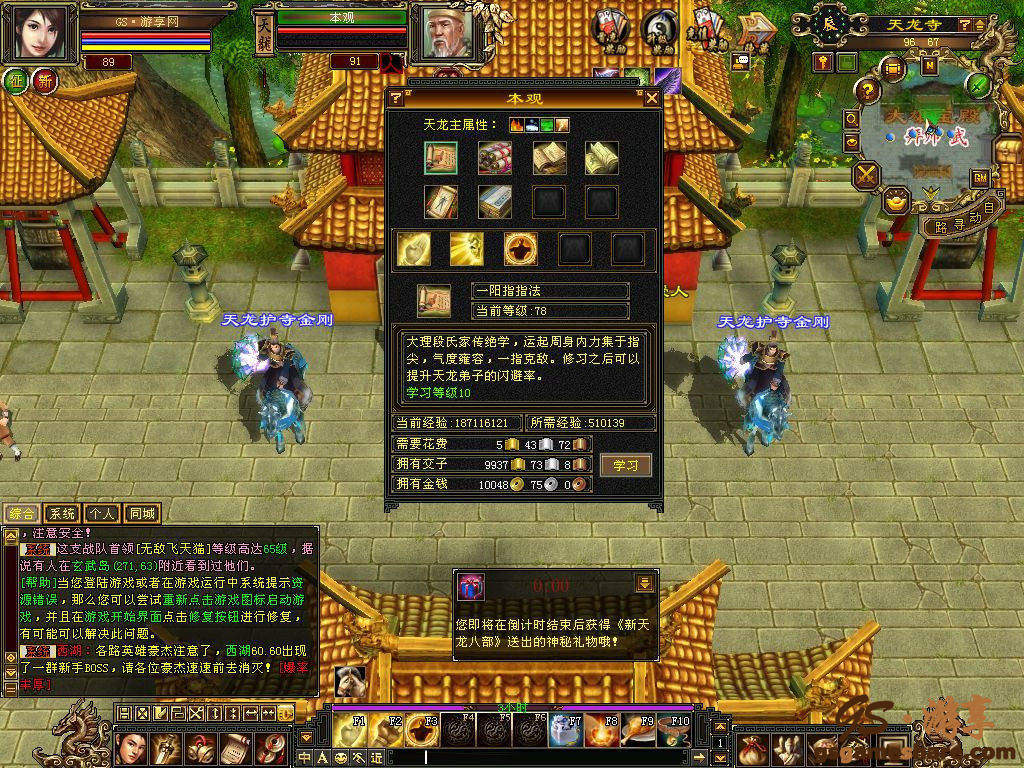 GS·游享网
89
征
新
天龍
本观
91
辰
天龙寺
96 67
N
GM
自动寻路
本观
天龙主属性：
一阳指指法
当前等级:78
大理段氏家传绝学，运起周身内力集于指
尖，气度雍容，一指克敌。修习之后可以
提升天龙弟子的闪避率。
学习等级10
当前经验:187116121
所需经验:510139
需要花费 5 43 72
拥有交子 9937 73 8
拥有金钱 10048 75 0
学习
天龙护寺金刚
天龙护寺金刚
综合 系统 个人 同城
，注意安全！
系统 这支战队首领[无敌飞天猫]等级高达65级，据
说有人在玄武岛(271,63)附近看到过他们。
[帮助]当您登陆游戏或者在游戏运行中系统提示资
源错误，那么您可以尝试重新点击游戏图标启动游
戏，并且在游戏开始界面点击修复按钮进行修复，
有可能可以解决此问题。
系统 西湖：各路英雄豪杰注意了，西湖60.60出现
了一群新手BOSS，请各位豪杰速速前去消灭！[爆率
丰厚]
0:00
您即将在倒计时结束后获得《新天
龙八部》送出的神秘礼物哦！
3小时
F1 F2 F3 F4 F5 F6 F7 F8 F9 F10
1
中 A 近
GS·游享